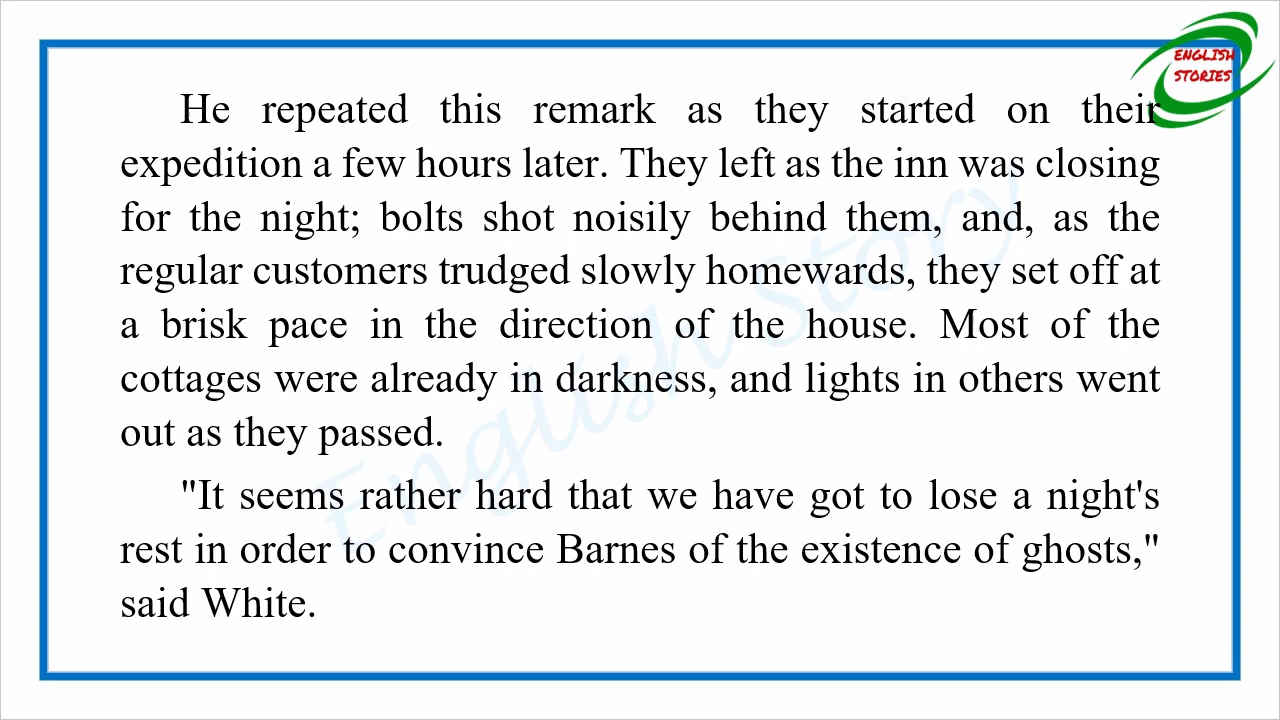 ENGLISH
STORIES
He repeated this remark as they started on their
expedition a few hours later. They left as the inn was closing
for the night; bolts shot noisily behind them, and, as the
regular customers trudged slowly homewards, they set off at
a brisk pace in the direction of the house. Most of the
cottages were already in darkness, and lights in others went
out as they passed.
"It seems rather hard that we have got to lose a night's
rest in order to convince Barnes of the existence of ghosts,"
said White.
English Story